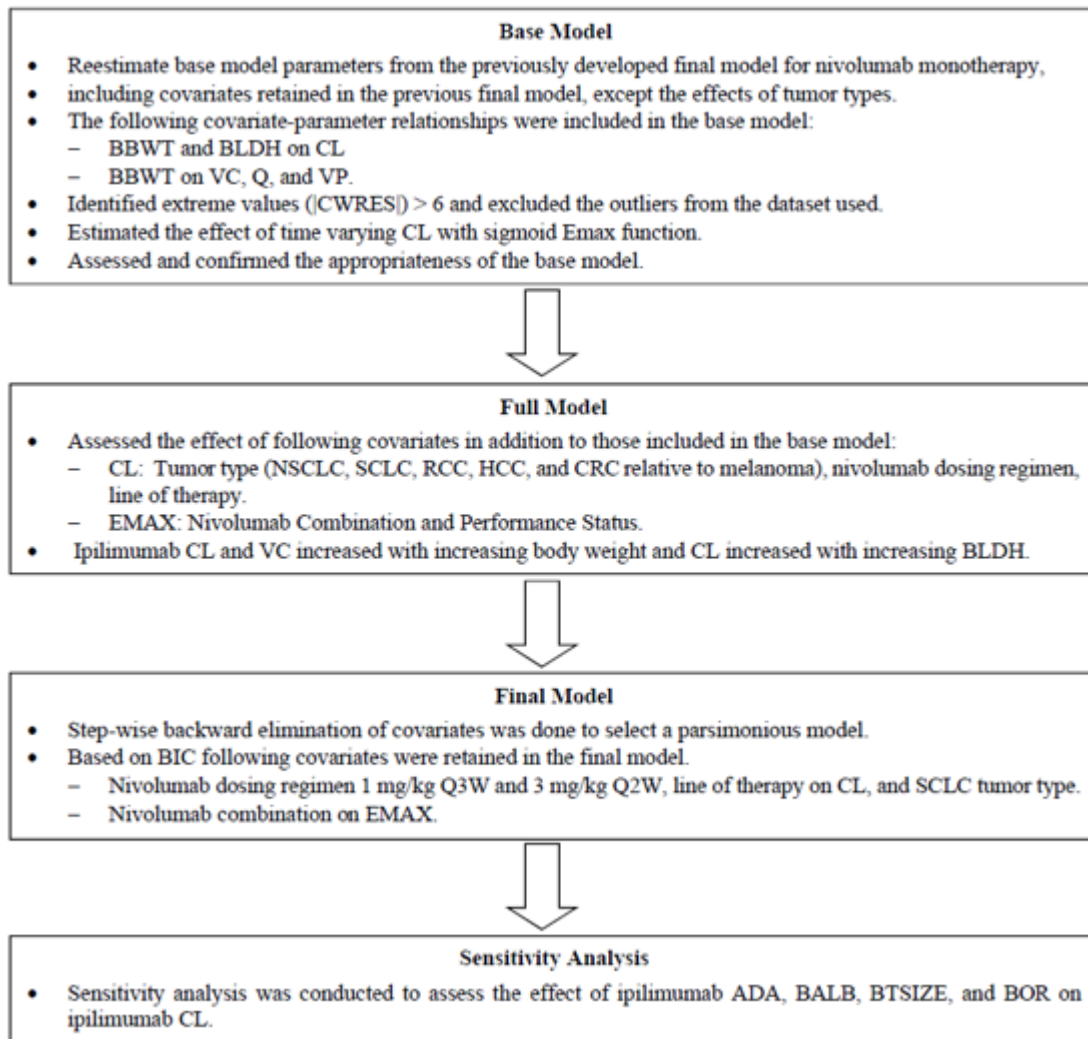 Base Model
• Reestimate base model parameters from the previously developed final model for nivolumab monotherapy,
• including covariates retained in the previous final model, except the effects of tumor types.
• The following covariate-parameter relationships were included in the base model:
– BBWT and BLDH on CL
– BBWT on VC, Q, and VP.
• Identified extreme values (|CWRES|) > 6 and excluded the outliers from the dataset used.
• Estimated the effect of time varying CL with sigmoid Emax function.
• Assessed and confirmed the appropriateness of the base model.
Full Model
• Assessed the effect of following covariates in addition to those included in the base model:
– CL: Tumor type (NSCLC, SCLC, RCC, HCC, and CRC relative to melanoma), nivolumab dosing regimen,
line of therapy.
– EMAX: Nivolumab Combination and Performance Status.
• Ipilimumab CL and VC increased with increasing body weight and CL increased with increasing BLDH.
Final Model
• Step-wise backward elimination of covariates was done to select a parsimonious model.
• Based on BIC following covariates were retained in the final model.
– Nivolumab dosing regimen 1 mg/kg Q3W and 3 mg/kg Q2W, line of therapy on CL, and SCLC tumor type.
– Nivolumab combination on EMAX.
Sensitivity Analysis
• Sensitivity analysis was conducted to assess the effect of ipilimumab ADA, BALB, BTSIZE, and BOR on
ipilimumab CL.